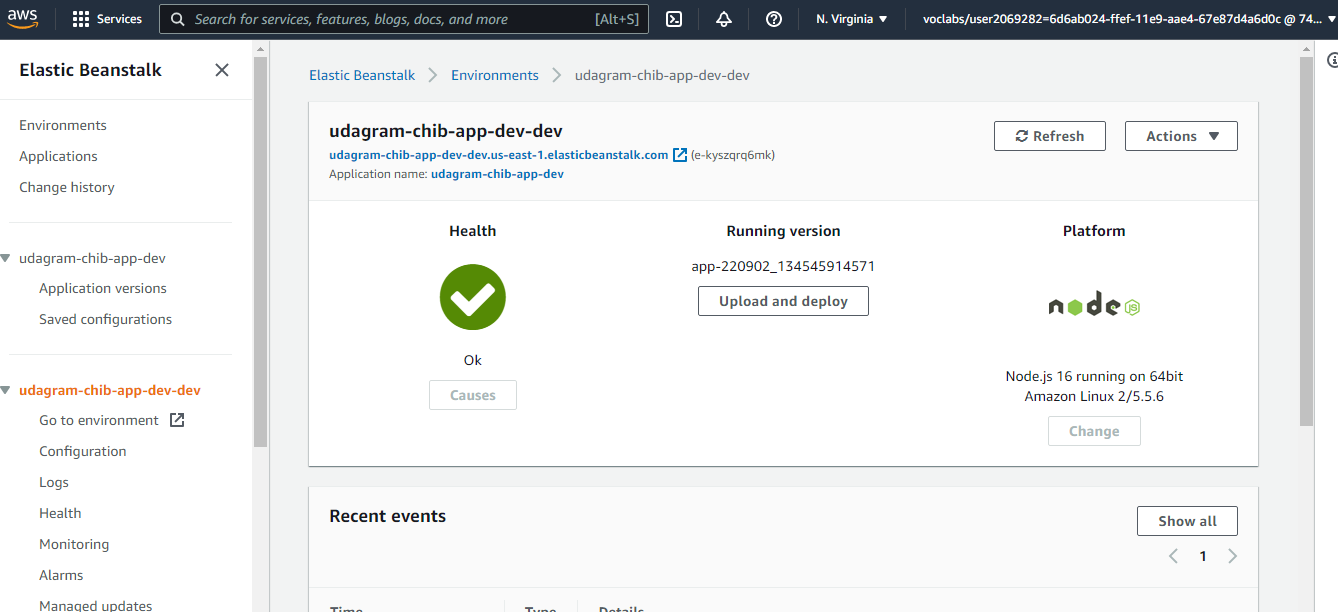 aws
Services
Search for services, features, blogs, docs, and more
[Alt+S]
N. Virginia
voclabs/user2069282=6d6ab024-ffef-11e9-aae4-67e87d4a6d0c @ 74...
Elastic Beanstalk
Environments
Applications
Change history
udagram-chib-app-dev
Application versions
Saved configurations
udagram-chib-app-dev-dev
Go to environment
Configuration
Logs
Health
Monitoring
Alarms
Managed updates
Elastic Beanstalk
Environments
udagram-chib-app-dev-dev
udagram-chib-app-dev-dev
udagram-chib-app-dev-dev.us-east-1.elasticbeanstalk.com (e-kyszqrq6mk)
Application name: udagram-chib-app-dev
Refresh
Actions
Health
Ok
Causes
Running version
app-220902_134545914571
Upload and deploy
Platform
node JS
Node.js 16 running on 64bit
Amazon Linux 2/5.5.6
Change
Recent events
Show all
1
Time
Type
Details